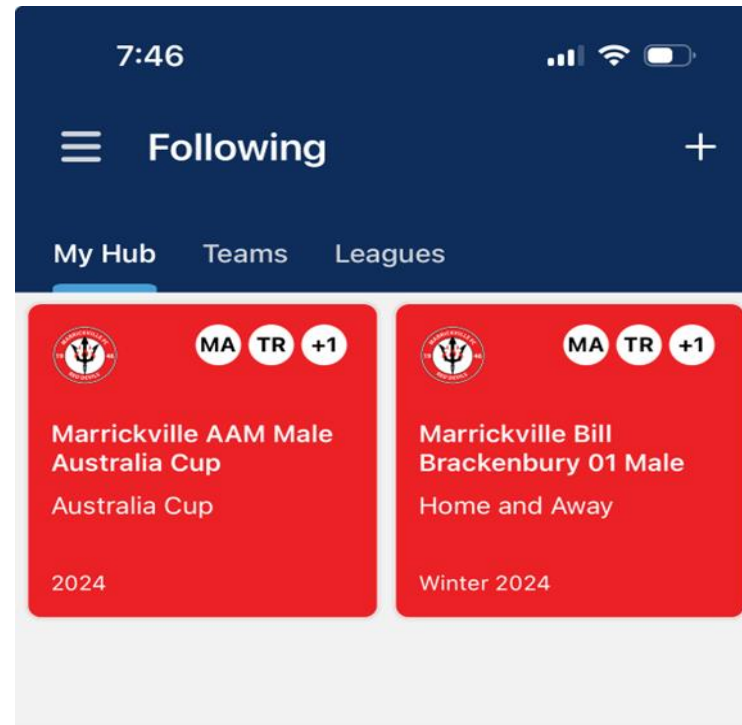 7:46
Following
My Hub Teams Leagues
MA TR +1
Marrickville AAM Male
Australia Cup
Australia Cup
2024
MA TR +1
Marrickville Bill
Brackenbury 01 Male
Home and Away
Winter 2024